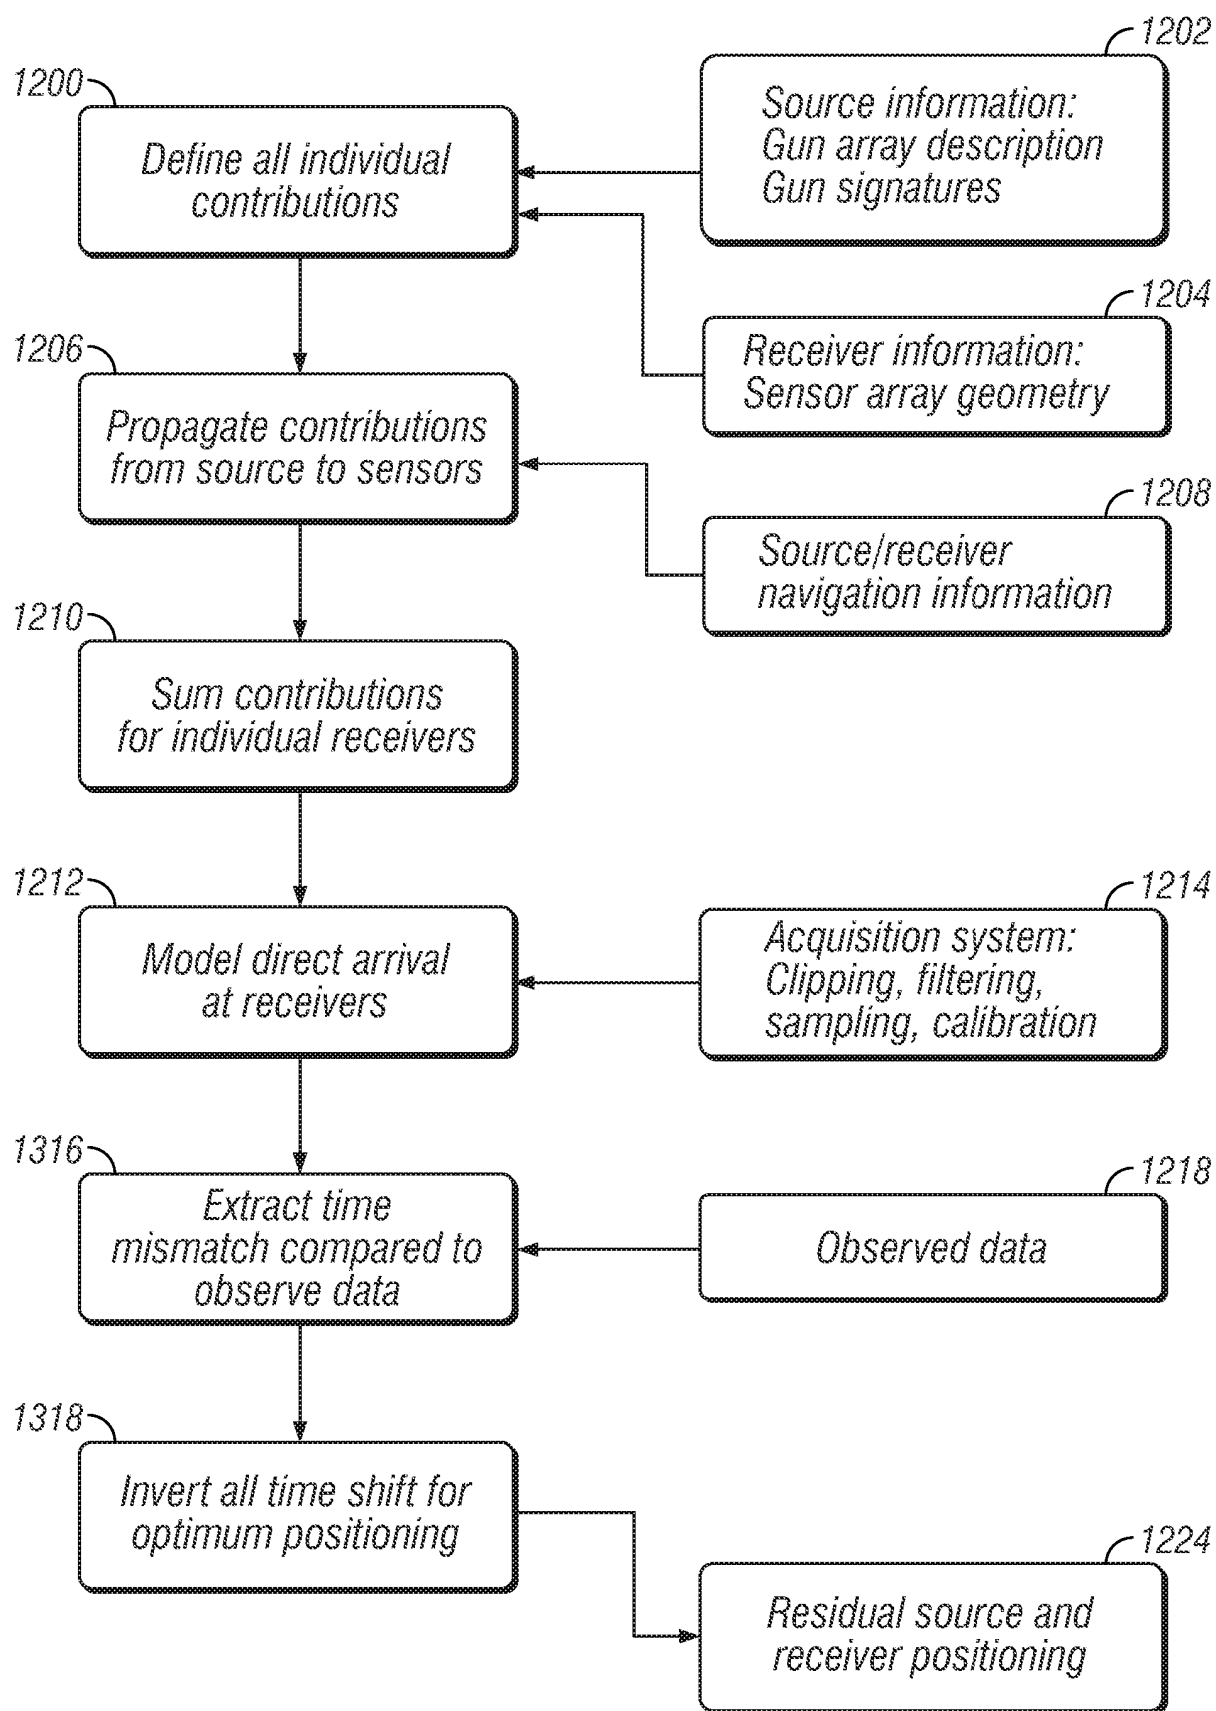 1202
Source information:
Gun array description
Gun signatures
1200
Define all individual
contributions
1204
Receiver information:
Sensor array geometry
1206
Propagate contributions
from source to sensors
1208
Source/receiver
navigation information
1210
Sum contributions
for individual receivers
1212
Model direct arrival
at receivers
1214
Acquisition system:
Clipping, filtering,
sampling, calibration
1316
Extract time
mismatch compared to
observe data
1218
Observed data
1318
Invert all time shift for
optimum positioning
1224
Residual source and
receiver positioning